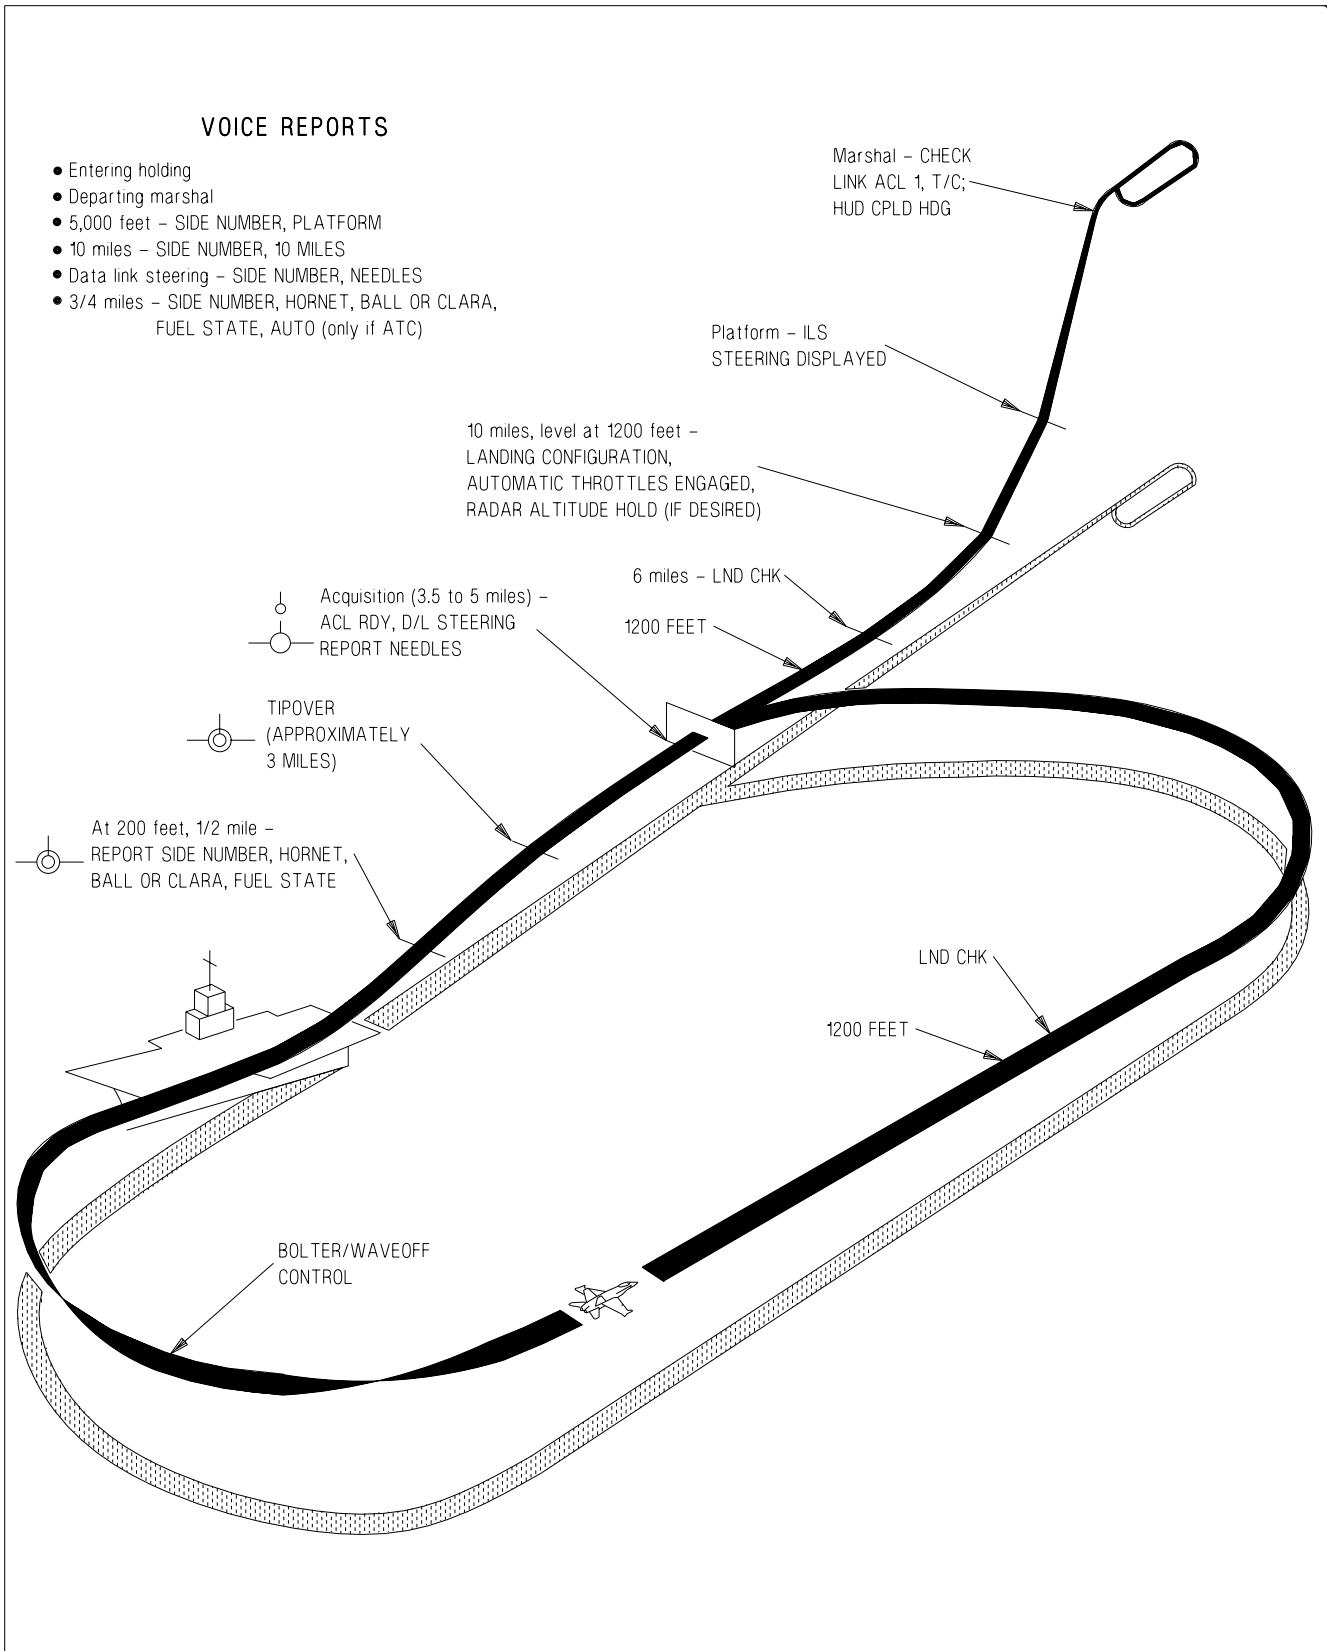 VOICE REPORTS
• Entering holding
• Departing marshal
• 5,000 feet – SIDE NUMBER, PLATFORM
• 10 miles – SIDE NUMBER, 10 MILES
• Data link steering – SIDE NUMBER, NEEDLES
• 3/4 miles – SIDE NUMBER, HORNET, BALL OR CLARA,
FUEL STATE, AUTO (only if ATC)
Marshal – CHECK
LINK ACL 1, T/C;
HUD CPLD HDG
Platform – ILS
STEERING DISPLAYED
10 miles, level at 1200 feet –
LANDING CONFIGURATION,
AUTOMATIC THROTTLES ENGAGED,
RADAR ALTITUDE HOLD (IF DESIRED)
6 miles – LND CHK
1200 FEET
Acquisition (3.5 to 5 miles) –
ACL RDY, D/L STEERING
REPORT NEEDLES
TIPOVER
(APPROXIMATELY
3 MILES)
At 200 feet, 1/2 mile –
REPORT SIDE NUMBER, HORNET,
BALL OR CLARA, FUEL STATE
LND CHK
1200 FEET
BOLTER/WAVEOFF
CONTROL